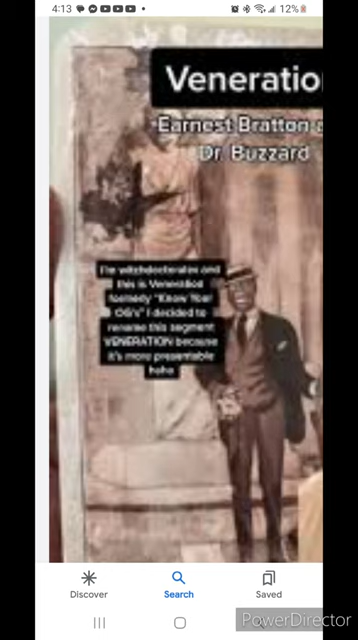 4:13
12%
Veneratio
Earnest Bratton a
Dr. Buzzard
I'm witchdoctoralex and
this is Veneration
formerly "Know Your
OG's" I decided to
rename this segment
VENERATION because
it's more presentable
haha
Discover Search Saved
PowerDirector